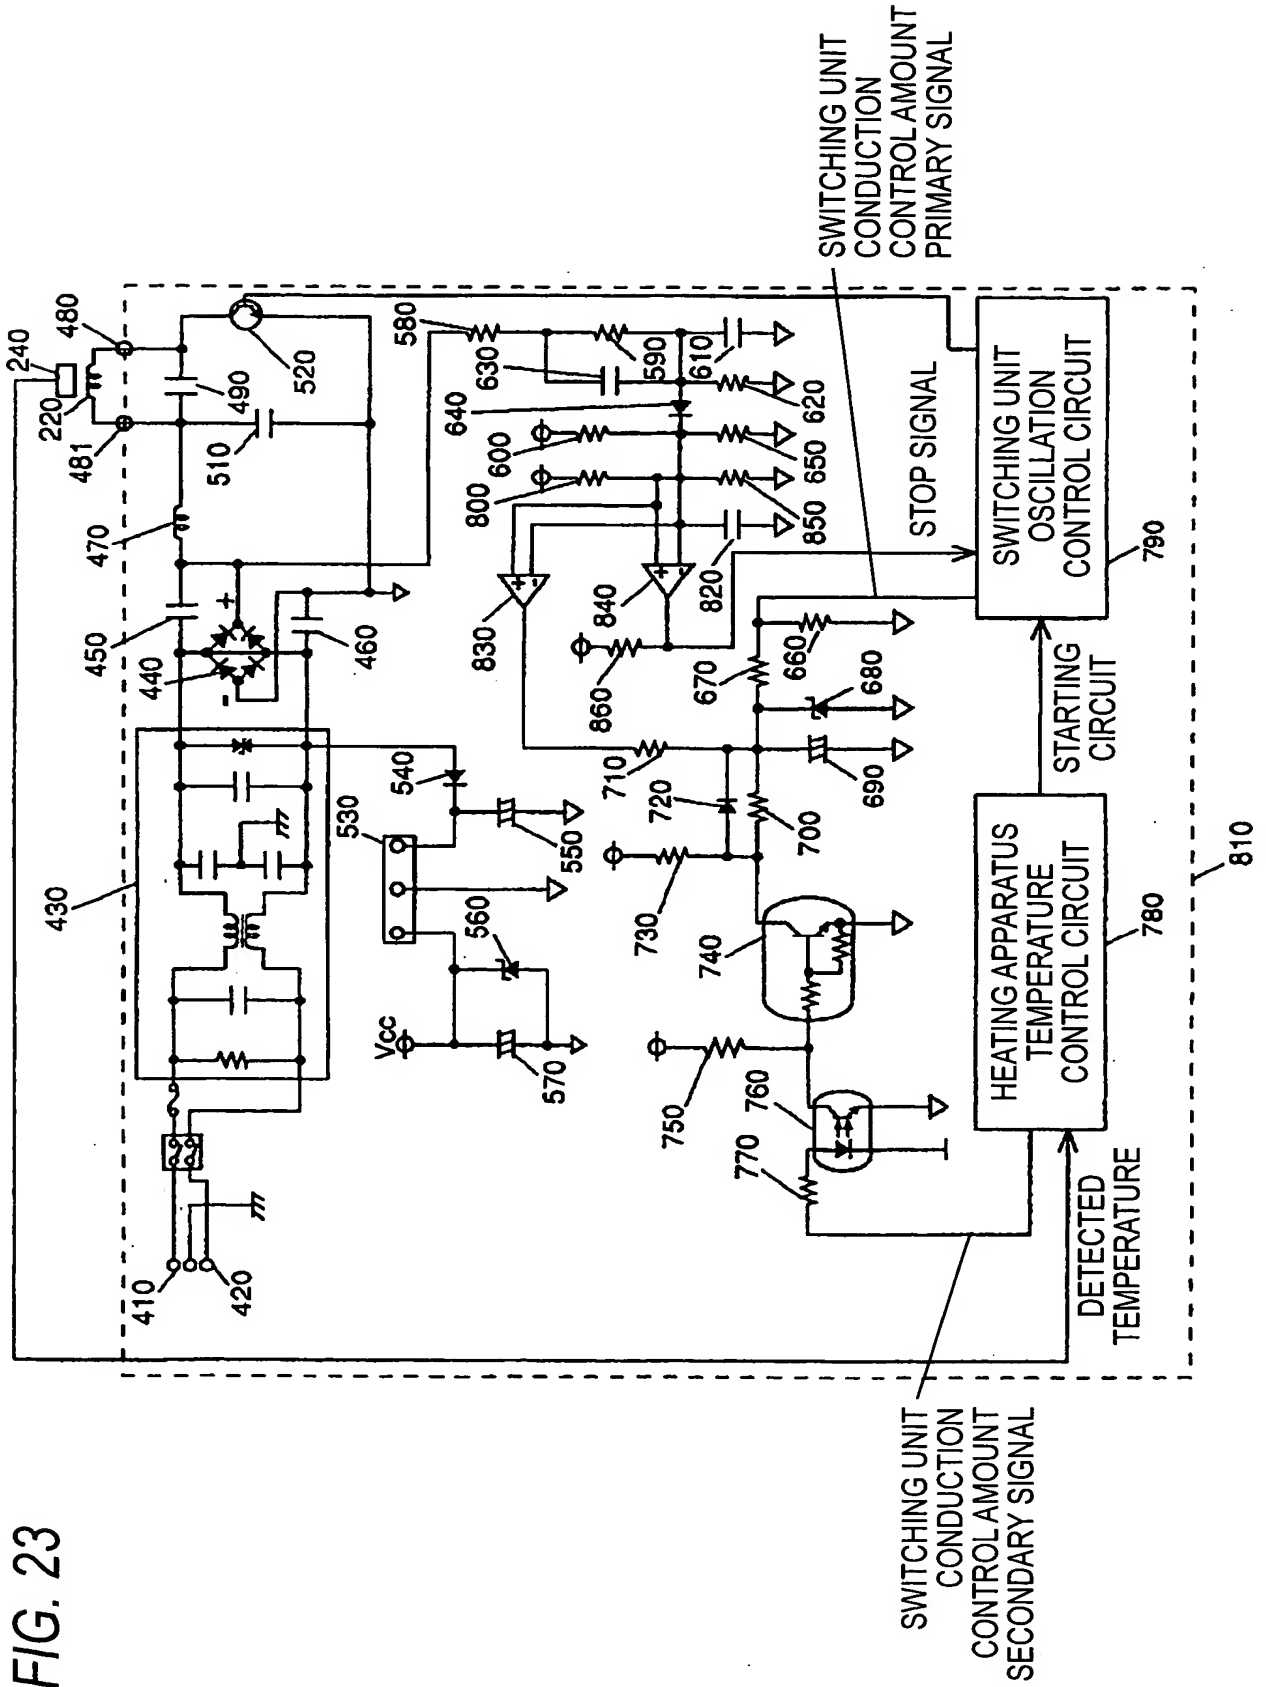 FIG. 23
410
420
430
440
+
-
450
460
470
481
220
240
480
490
510
520
530
540
550
560
Vcc
570
580
590
630
610
640
620
600
650
800
850
820
830
+
-
840
+
-
860
670
660
680
690
710
720
700
730
740
750
760
770
STOP SIGNAL
SWITCHING UNIT
CONDUCTION
CONTROL AMOUNT
PRIMARY SIGNAL
SWITCHING UNIT
OSCILLATION
CONTROL CIRCUIT
790
STARTING
CIRCUIT
HEATING APPARATUS
TEMPERATURE
CONTROL CIRCUIT
780
DETECTED
TEMPERATURE
SWITCHING UNIT
CONDUCTION
CONTROL AMOUNT
SECONDARY SIGNAL
810